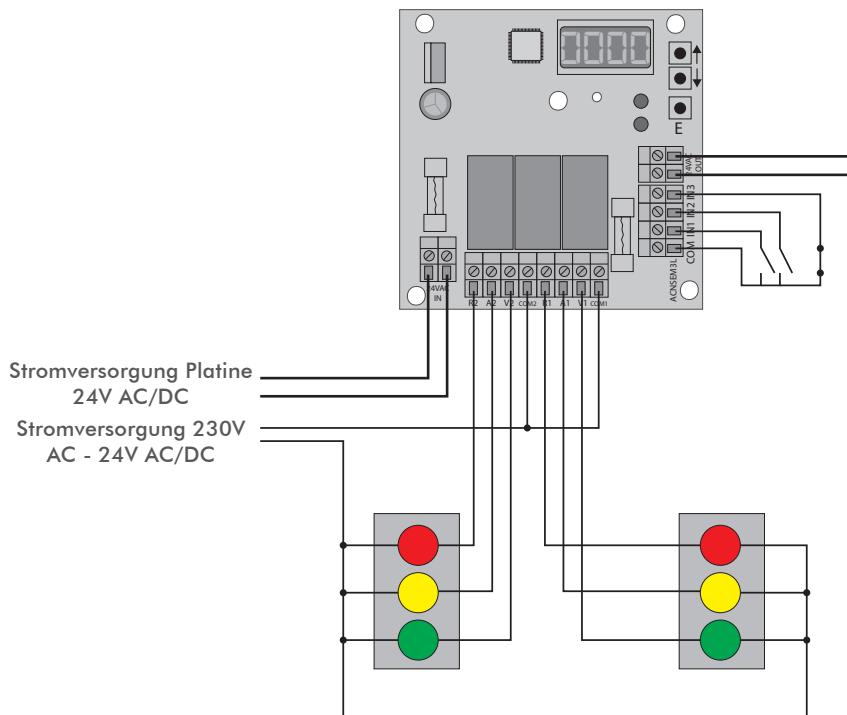 E
24VAC
OUT
COM IN1 IN2 IN3
ACNSEM3L
24VAC
IN
R2 A2 V2 COM2 R1 A1 V1 COM1
Stromversorgung Platine
24V AC/DC
Stromversorgung 230V
AC - 24V AC/DC